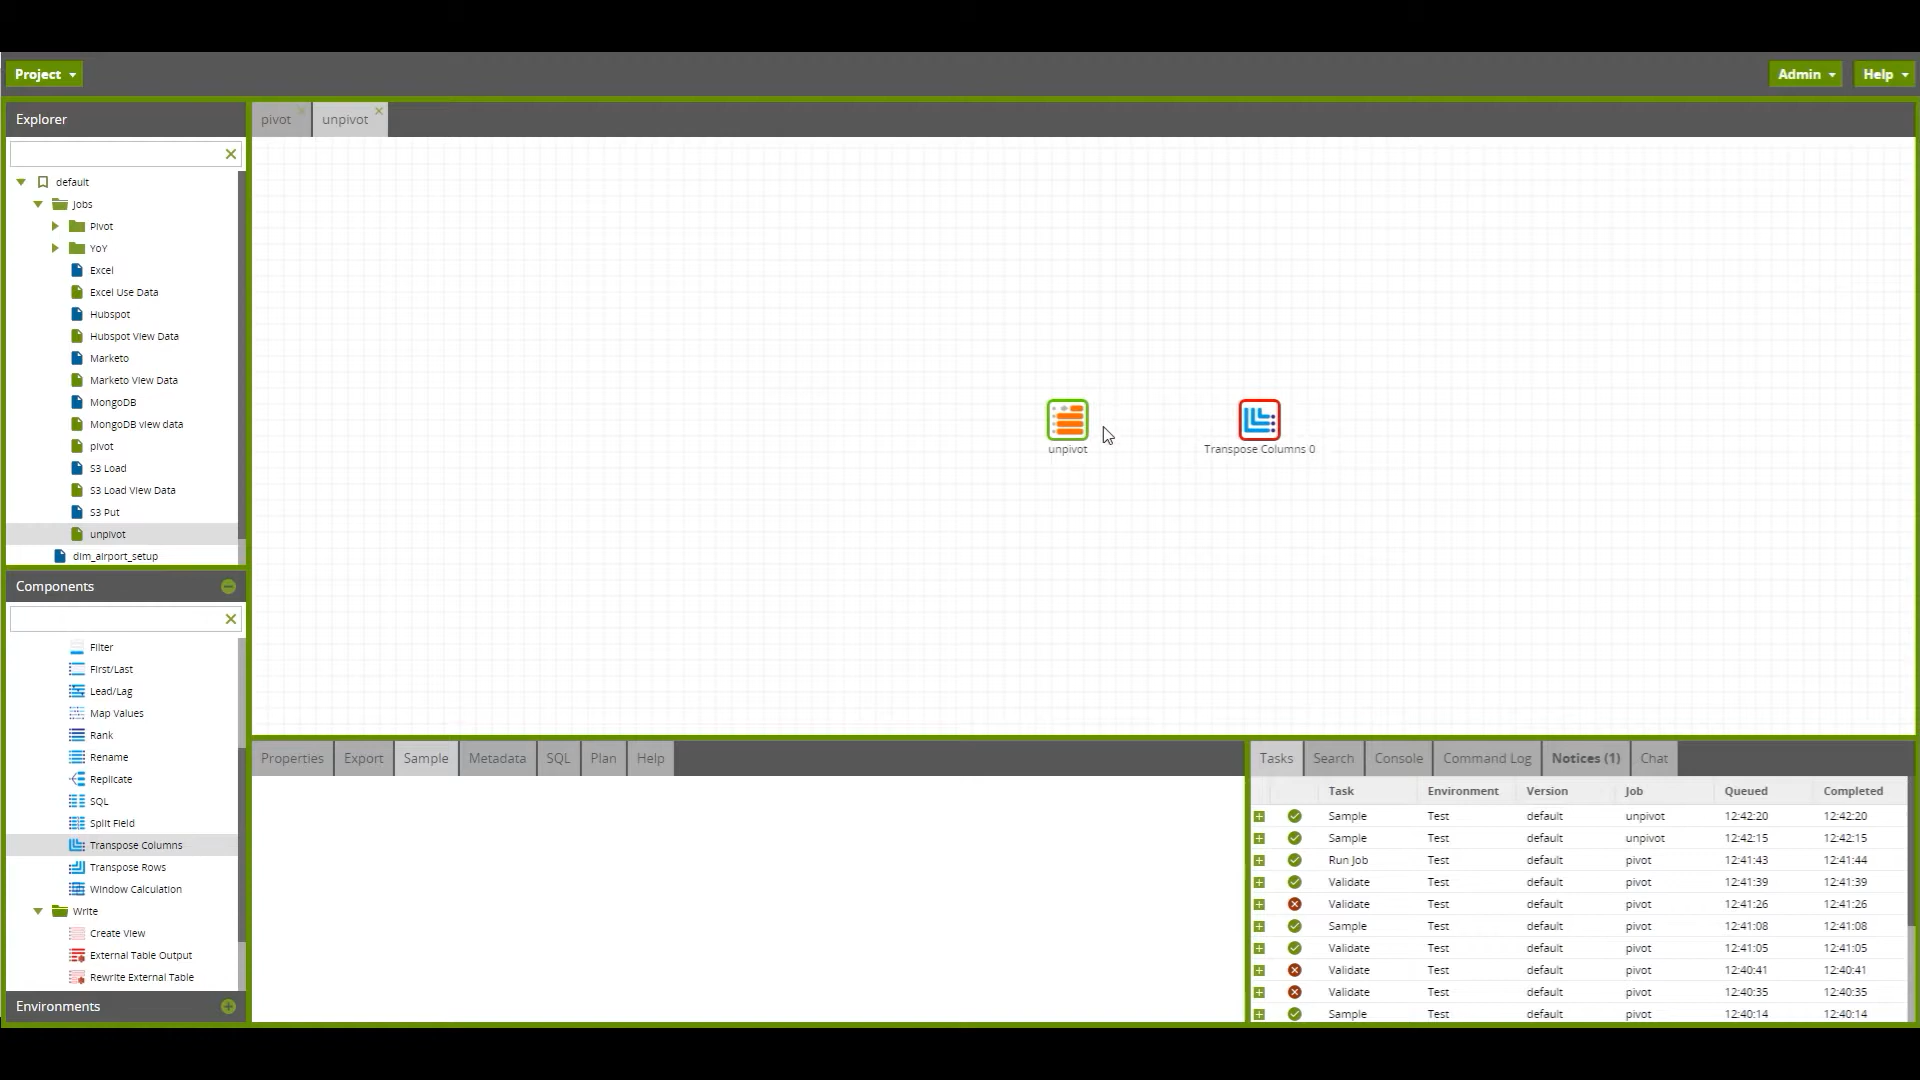 Project
Admin
Help
Explorer
pivot
unpivot
default
Jobs
Pivot
YoY
Excel
Excel Use Data
Hubspot
Hubspot View Data
Marketo
Marketo View Data
MongoDB
MongoDB view data
pivot
S3 Load
S3 Load View Data
S3 Put
unpivot
dim_airport_setup
unpivot
Transpose Columns 0
Components
Filter
First/Last
Lead/Lag
Map Values
Rank
Rename
Replicate
SQL
Split Field
Transpose Columns
Transpose Rows
Window Calculation
Write
Create View
External Table Output
Rewrite External Table
Environments
Properties Export Sample Metadata SQL Plan Help
Tasks Search Console Command Log Notices (1) Chat
Task Environment Version Job Queued Completed
Sample Test default unpivot 12:42:20 12:42:20
Sample Test default unpivot 12:42:15 12:42:15
Run Job Test default pivot 12:41:43 12:41:44
Validate Test default pivot 12:41:39 12:41:39
Validate Test default pivot 12:41:26 12:41:26
Sample Test default pivot 12:41:08 12:41:08
Validate Test default pivot 12:41:05 12:41:05
Validate Test default pivot 12:40:41 12:40:41
Validate Test default pivot 12:40:35 12:40:35
Sample Test default pivot 12:40:14 12:40:14